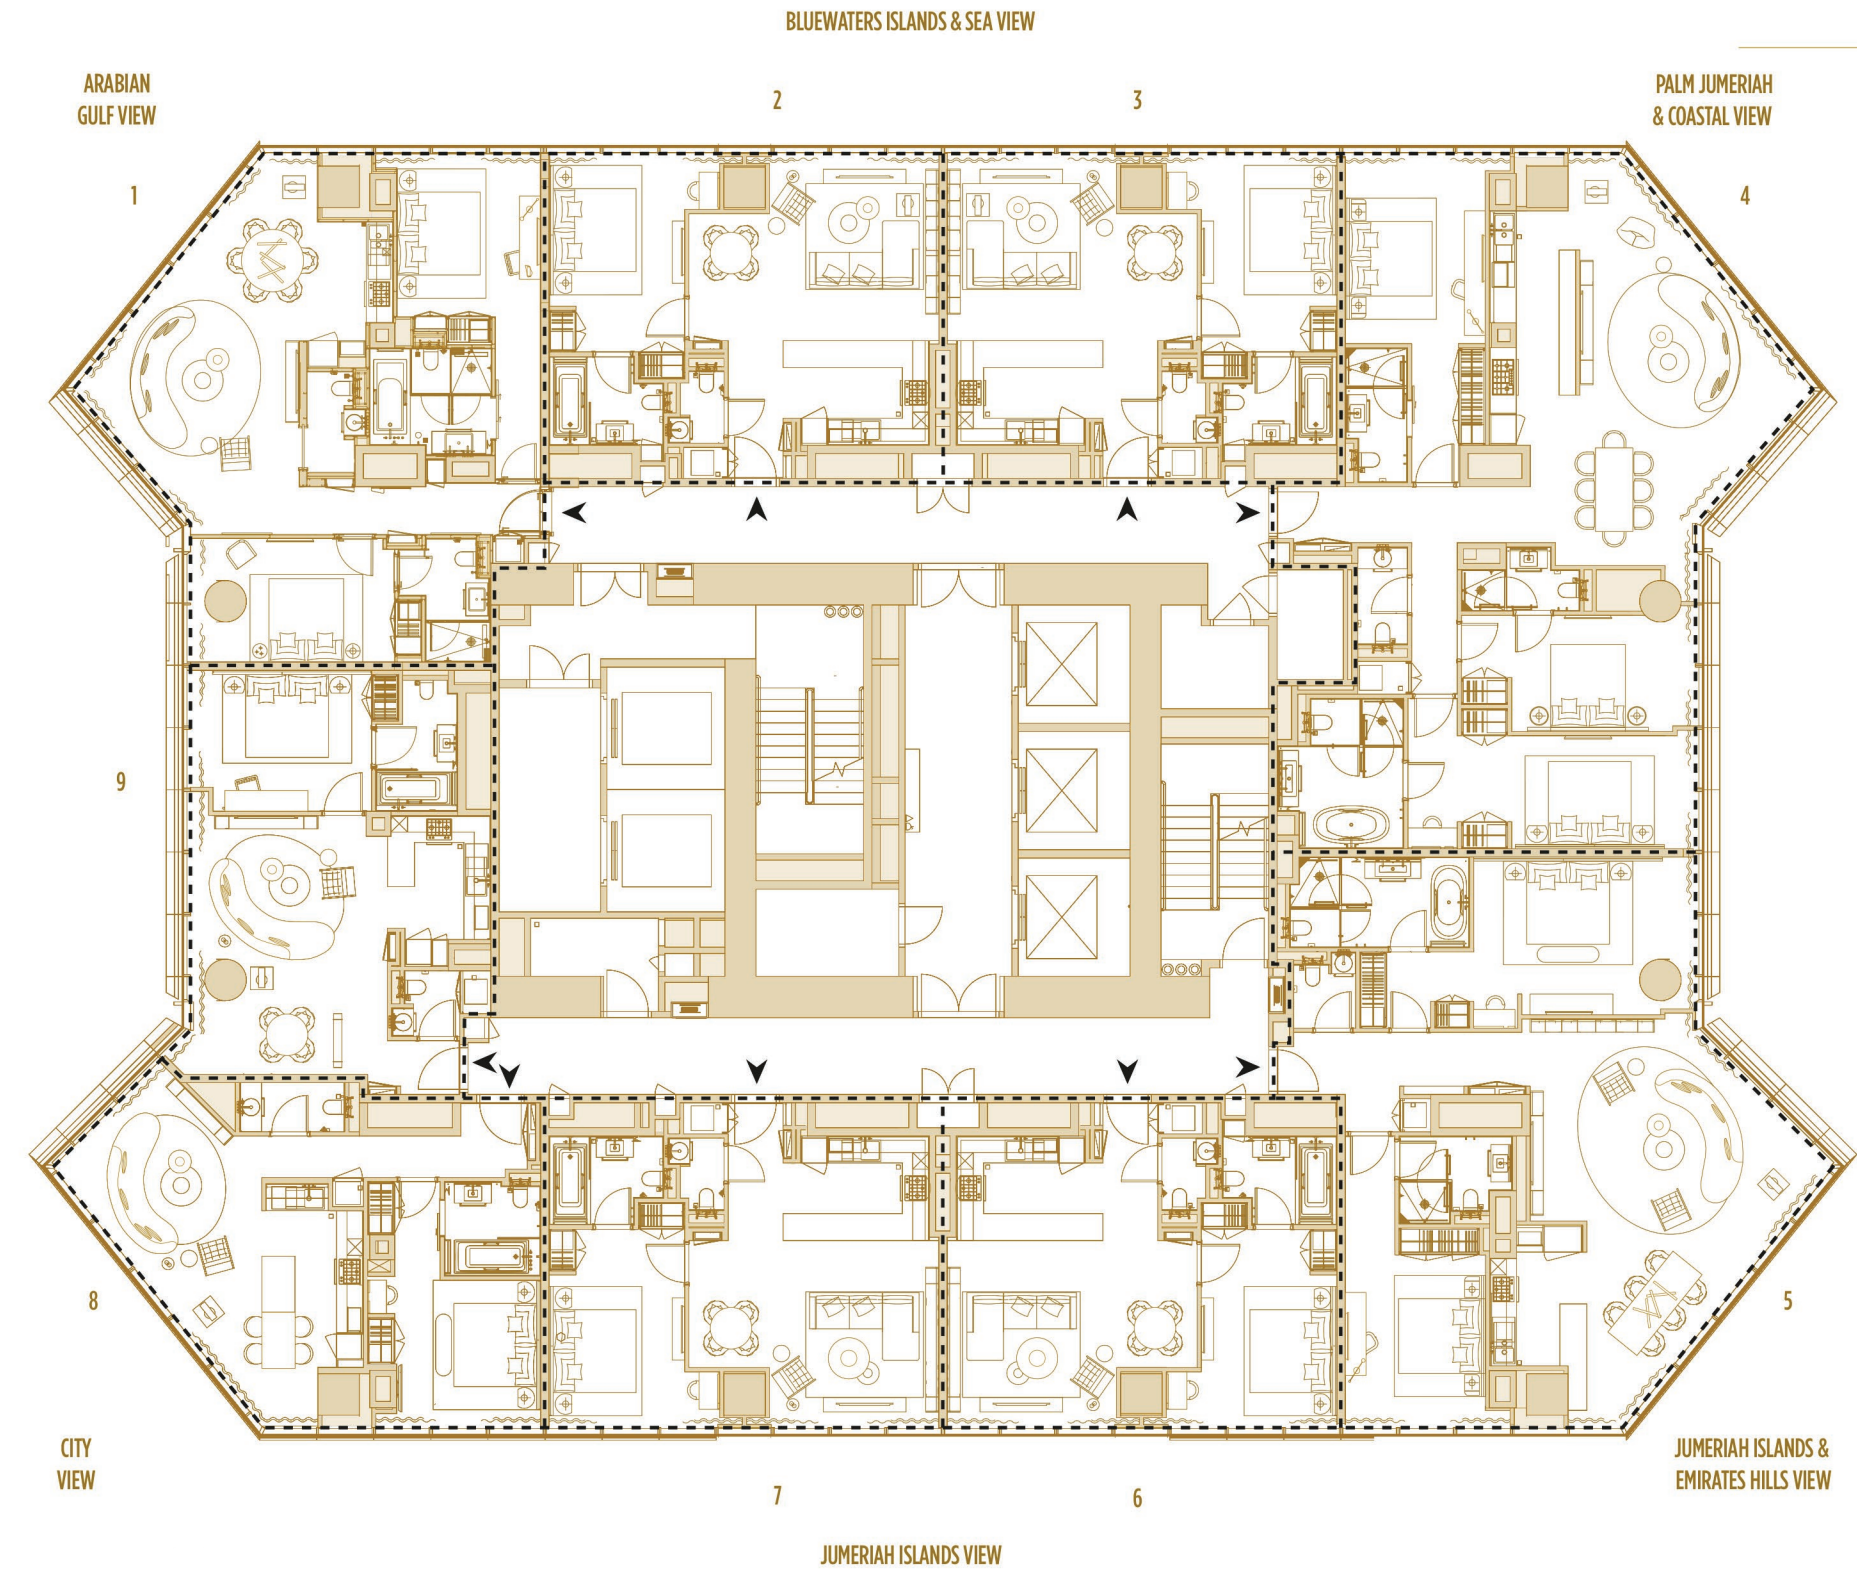 BLUEWATERS ISLANDS & SEA VIEW
ARABIAN
GULF VIEW
2
3
PALM JUMERIAH
& COASTAL VIEW
1
4
9
8
5
CITY
VIEW
7
6
JUMERIAH ISLANDS &
EMIRATES HILLS VIEW
JUMERIAH ISLANDS VIEW